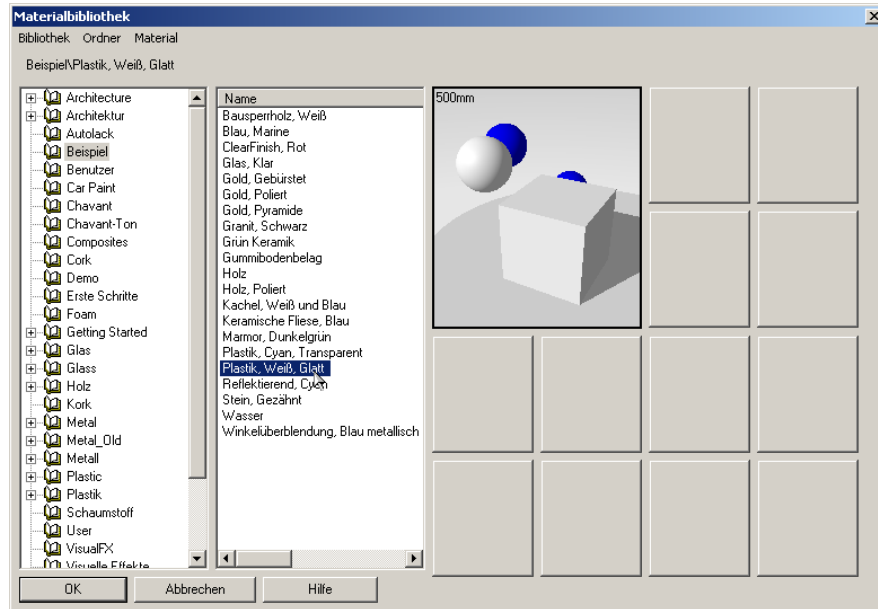 Materialbibliothek
Bibliothek Ordner Material
Beispiel\Plastik, Weiß, Glatt
Architecture
Architektur
Autolack
Beispiel
Benutzer
Car Paint
Chavant
Chavant-Ton
Composites
Cork
Demo
Erste Schritte
Foam
Getting Started
Glas
Glass
Holz
Kork
Metal
Metal_Old
Metall
Plastic
Plastik
Schaumstoff
User
VisualFX
Visuelle Effekte
Name
Bausperrholz, Weiß
Blau, Marine
ClearFinish, Rot
Glas, Klar
Gold, Gebürstet
Gold, Poliert
Gold, Pyramide
Granit, Schwarz
Grün Keramik
Gummibodenbelag
Holz
Holz, Poliert
Kachel, Weiß und Blau
Keramische Fliese, Blau
Marmor, Dunkelgrün
Plastik, Cyan, Transparent
Plastik, Weiß, Glatt
Reflektierend, Cyan
Stein, Gezähnt
Wasser
Winkelüberblendung, Blau metallisch
500mm
OK Abbrechen Hilfe